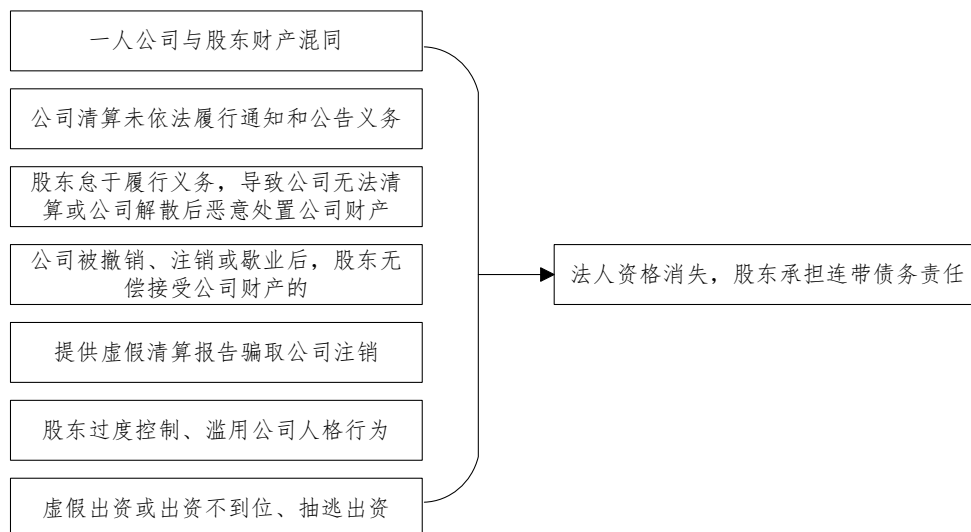 一人公司与股东财产混同
公司清算未依法履行通知和公告义务
股东怠于履行义务，导致公司无法清
算或公司解散后恶意处置公司财产
公司被撤销、注销或歇业后，股东无
偿接受公司财产的
提供虚假清算报告骗取公司注销
股东过度控制、滥用公司人格行为
虚假出资或出资不到位、抽逃出资
法人资格消失，股东承担连带债务责任